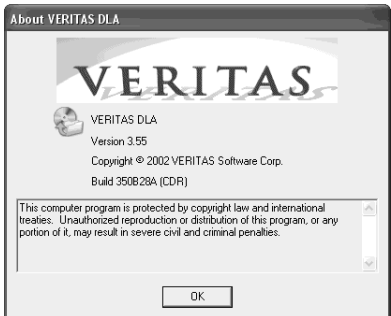 About VERITAS DLA
VERITAS
VERITAS DLA
Version 3.55
Copyright © 2002 VERITAS Software Corp.
Build 350B28A (CDR)
This computer program is protected by copyright law and international
treaties. Unauthorized reproduction or distribution of this program, or any
portion of it, may result in severe civil and criminal penalties.
OK